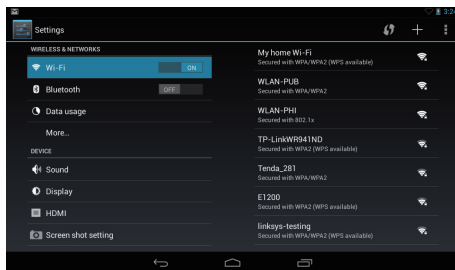 3:24
Settings
WIRELESS & NETWORKS
Wi-Fi
ON
Bluetooth
OFF
Data usage
More...
DEVICE
Sound
Display
HDMI
Screen shot setting
My home Wi-Fi
Secured with WPA/WPA2 (WPS available)
WLAN-PUB
Secured with WPA/WPA2
WLAN-PHI
Secured with 802.1x
TP-LinkWR941ND
Secured with WPA2 (WPS available)
Tenda_281
Secured with WPA/WPA2
E1200
Secured with WPA2 (WPS available)
linksys-testing
Secured with WPA/WPA2 (WPS available)